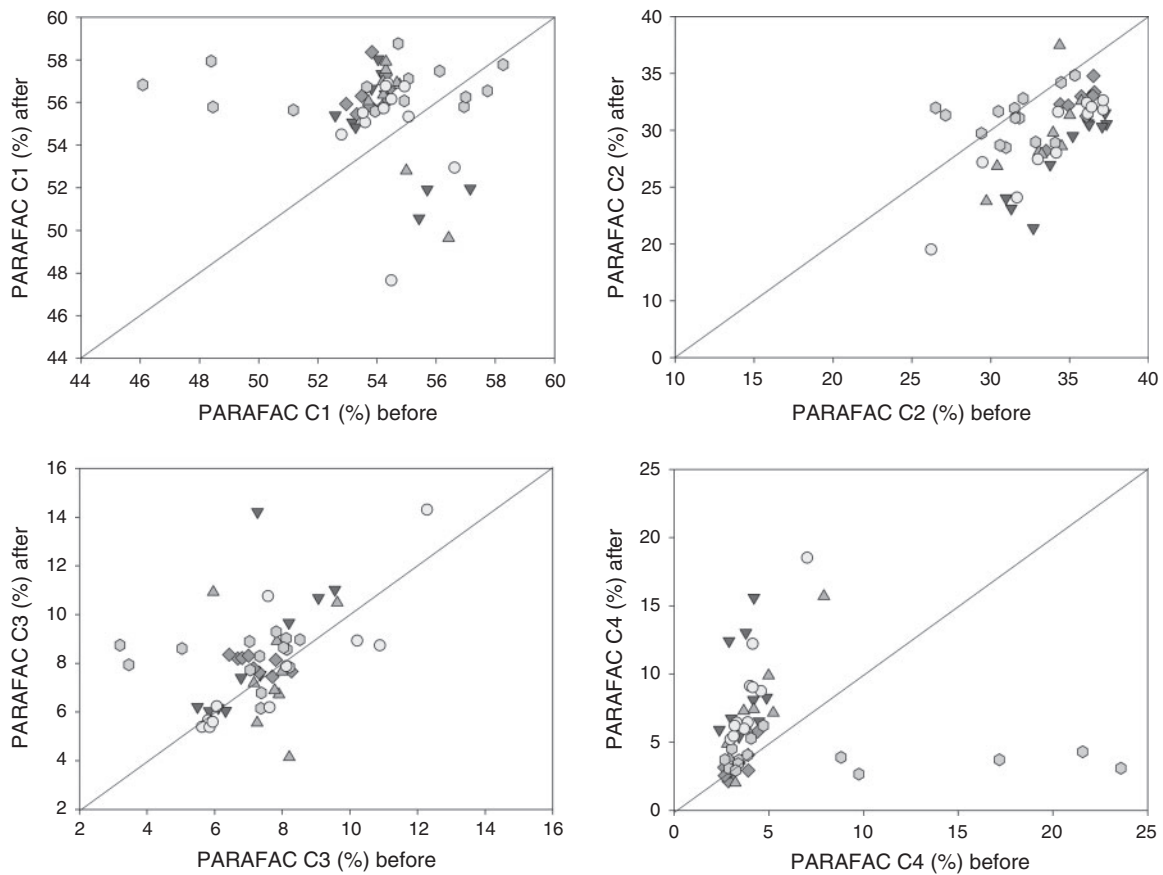 60
58
56
54
52
50
48
46
44
PARAFAC C1 (%) after
44 46 48 50 52 54 56 58 60
PARAFAC C1 (%) before
40
35
30
25
20
10
0
PARAFAC C2 (%) after
10 15 20 25 30 35 40
PARAFAC C2 (%) before
16
14
12
10
8
6
4
2
PARAFAC C3 (%) after
2 4 6 8 10 12 14 16
PARAFAC C3 (%) before
25
20
15
10
5
0
PARAFAC C4 (%) after
0 5 10 15 20 25
PARAFAC C4 (%) before